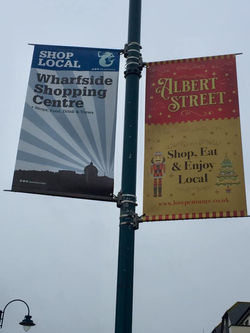 SHOP
LOCAL
Wharfside
Shopping
Centre
ALBERT
STREET
Shop, Eat
& Enjoy
Local